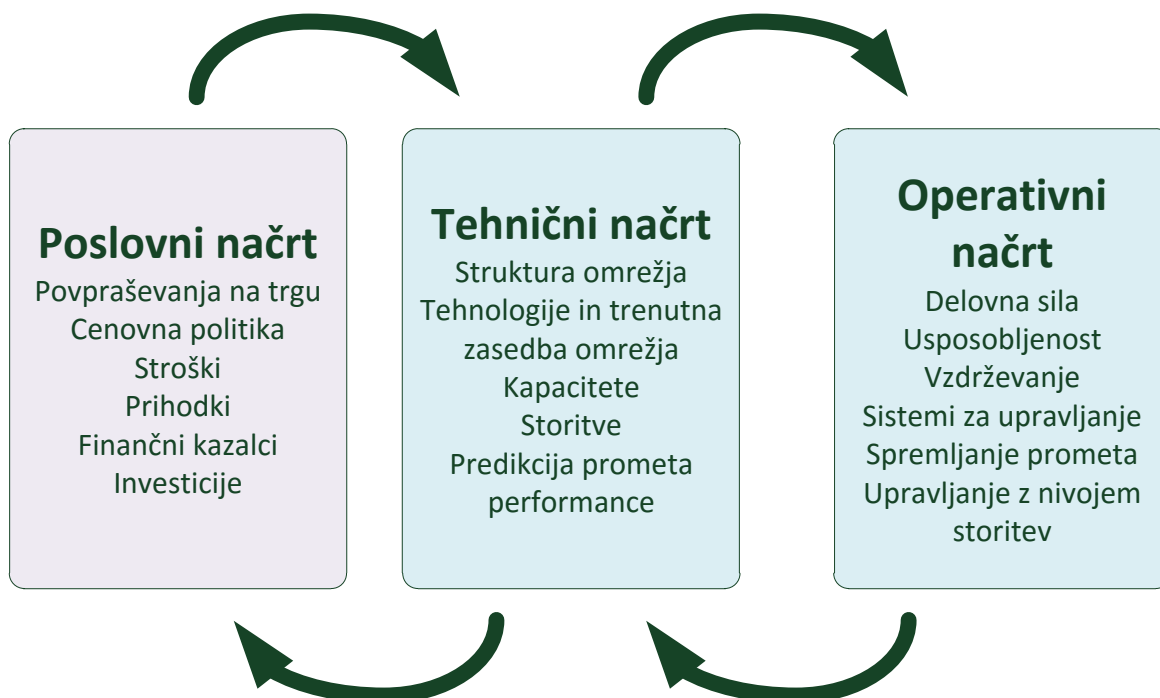 Poslovni načrt
Povpraševanja na trgu
Cenovna politika
Stroški
Prihodki
Finančni kazalci
Investicije
Tehnični načrt
Struktura omrežja
Tehnologije in trenutna
zasedba omrežja
Kapacitete
Storitve
Predikcija prometa
performance
Operativni
načrt
Delovna sila
Usposobljenost
Vzdrževanje
Sistemi za upravljanje
Spremljanje prometa
Upravljanje z nivojem
storitev